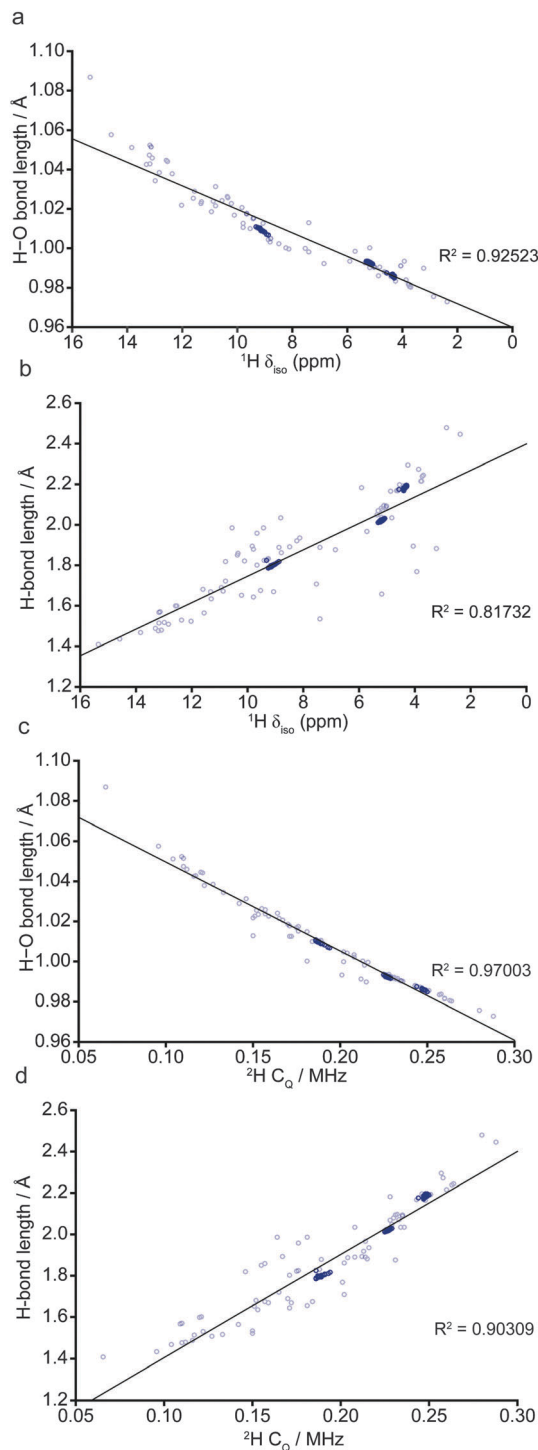 a
1.10
1.08
1.06
1.04
1.02
1.00
0.98
0.96
H–O bond length / Å
R² = 0.92523
16 14 12 10 8 6 4 2 0
¹H δiso (ppm)
b
2.6
2.4
2.2
2.0
1.8
1.6
1.4
1.2
H-bond length / Å
R² = 0.81732
16 14 12 10 8 6 4 2 0
¹H δiso (ppm)
c
1.10
1.08
1.06
1.04
1.02
1.00
0.98
0.96
H–O bond length / Å
R² = 0.97003
0.05 0.10 0.15 0.20 0.25 0.30
²H CQ / MHz
d
2.6
2.4
2.2
2.0
1.8
1.6
1.4
1.2
H-bond length / Å
R² = 0.90309
0.05 0.10 0.15 0.20 0.25 0.30
²H CQ / MHz